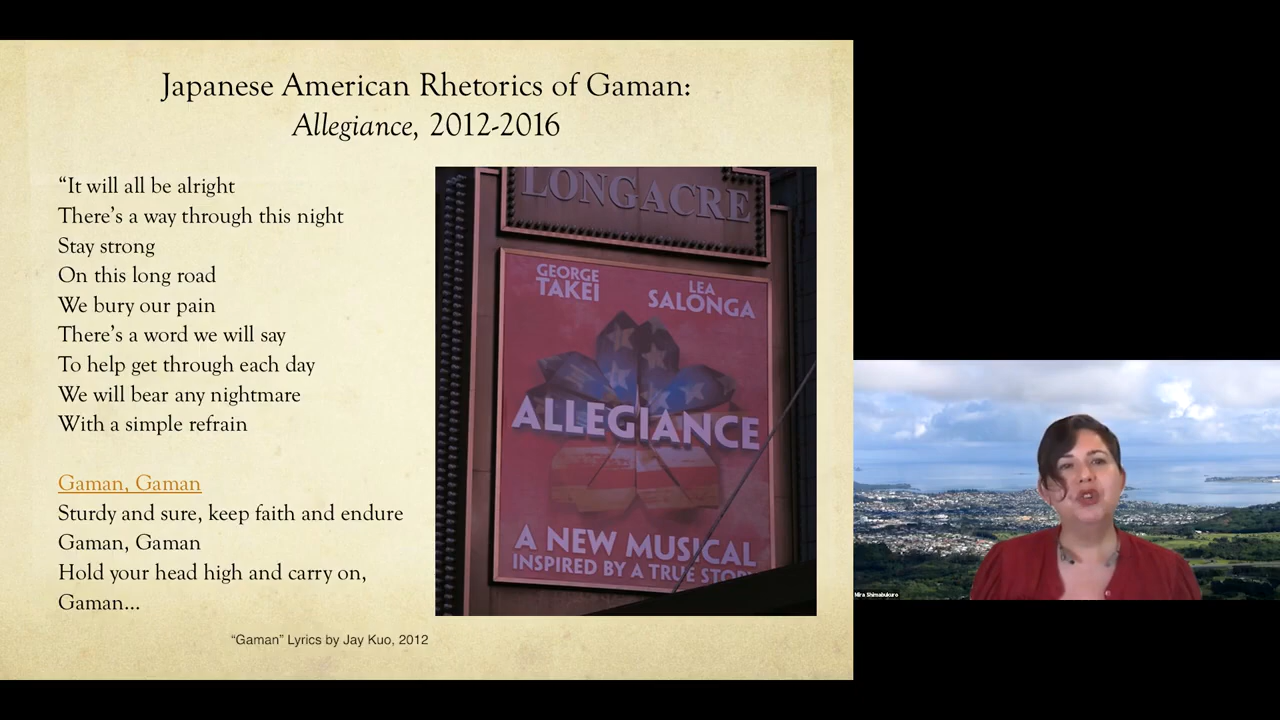 Japanese American Rhetorics of Gaman:
Allegiance, 2012-2016
“It will all be alright
There’s a way through this night
Stay strong
On this long road
We bury our pain
There’s a word we will say
To help get through each day
We will bear any nightmare
With a simple refrain
Gaman, Gaman
Sturdy and sure, keep faith and endure
Gaman, Gaman
Hold your head high and carry on,
Gaman...
“Gaman” Lyrics by Jay Kuo, 2012
LONGACRE
GEORGE
TAKEI
LEA
SALONGA
ALLEGIANCE
A NEW MUSICAL
INSPIRED BY A TRUE STORY
Mira Shimabukuro